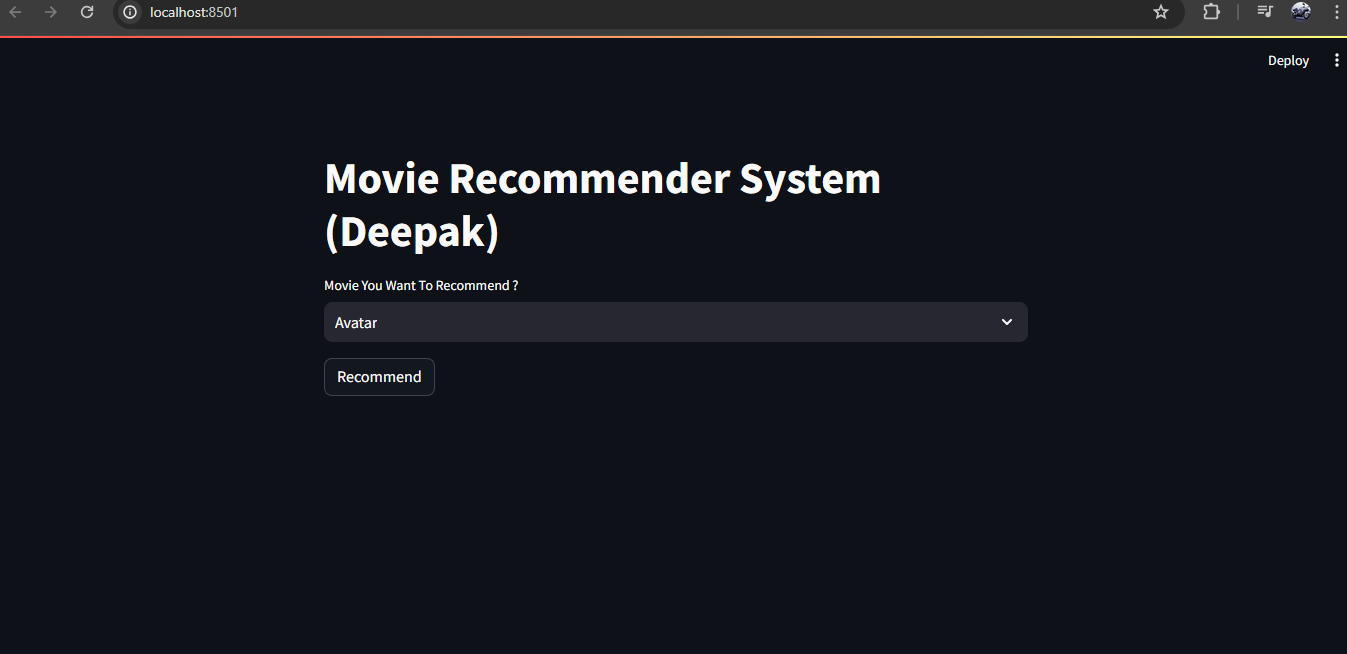 localhost:8501
Deploy
Movie Recommender System
(Deepak)
Movie You Want To Recommend ?
Avatar
Recommend